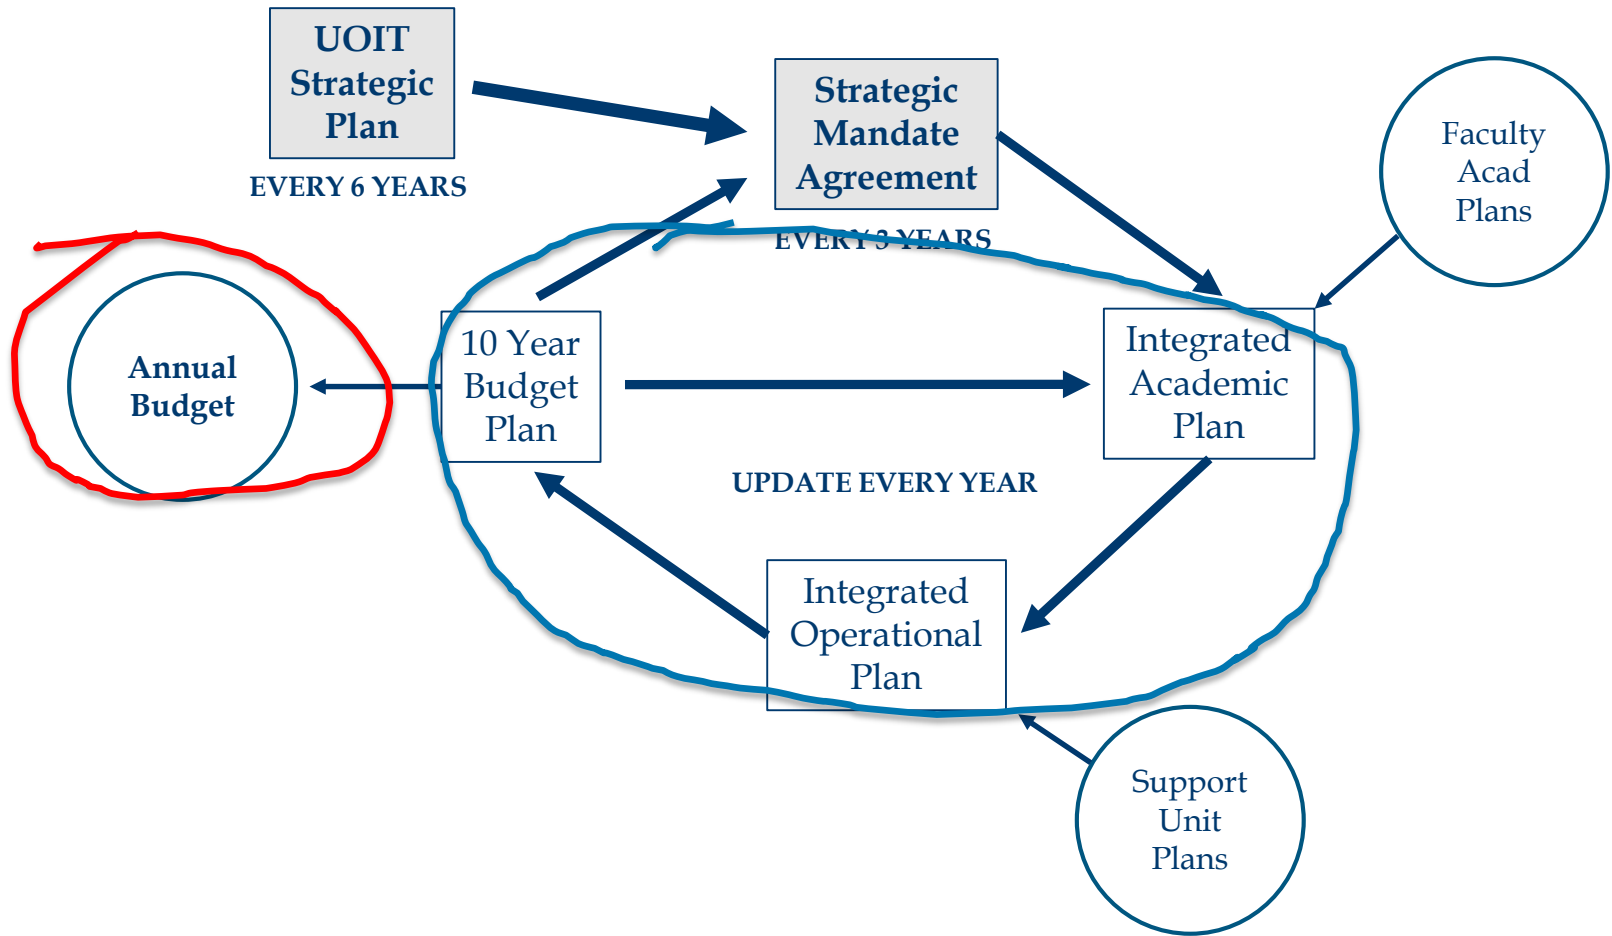 UOIT
Strategic
Plan
EVERY 6 YEARS
Strategic
Mandate
Agreement
EVERY 3 YEARS
Faculty
Acad
Plans
Annual
Budget
10 Year
Budget
Plan
Integrated
Academic
Plan
UPDATE EVERY YEAR
Integrated
Operational
Plan
Support
Unit
Plans